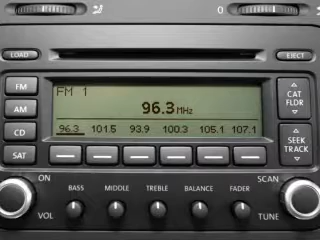 0
LOAD
EJECT
FM
AM
CD
SAT
FM 1
96.3 MHz
96.3 101.5 93.9 100.3 105.1 107.1
CAT
FLDR
SEEK
TRACK
ON
SCAN
BASS MIDDLE TREBLE BALANCE FADER
VOL
TUNE